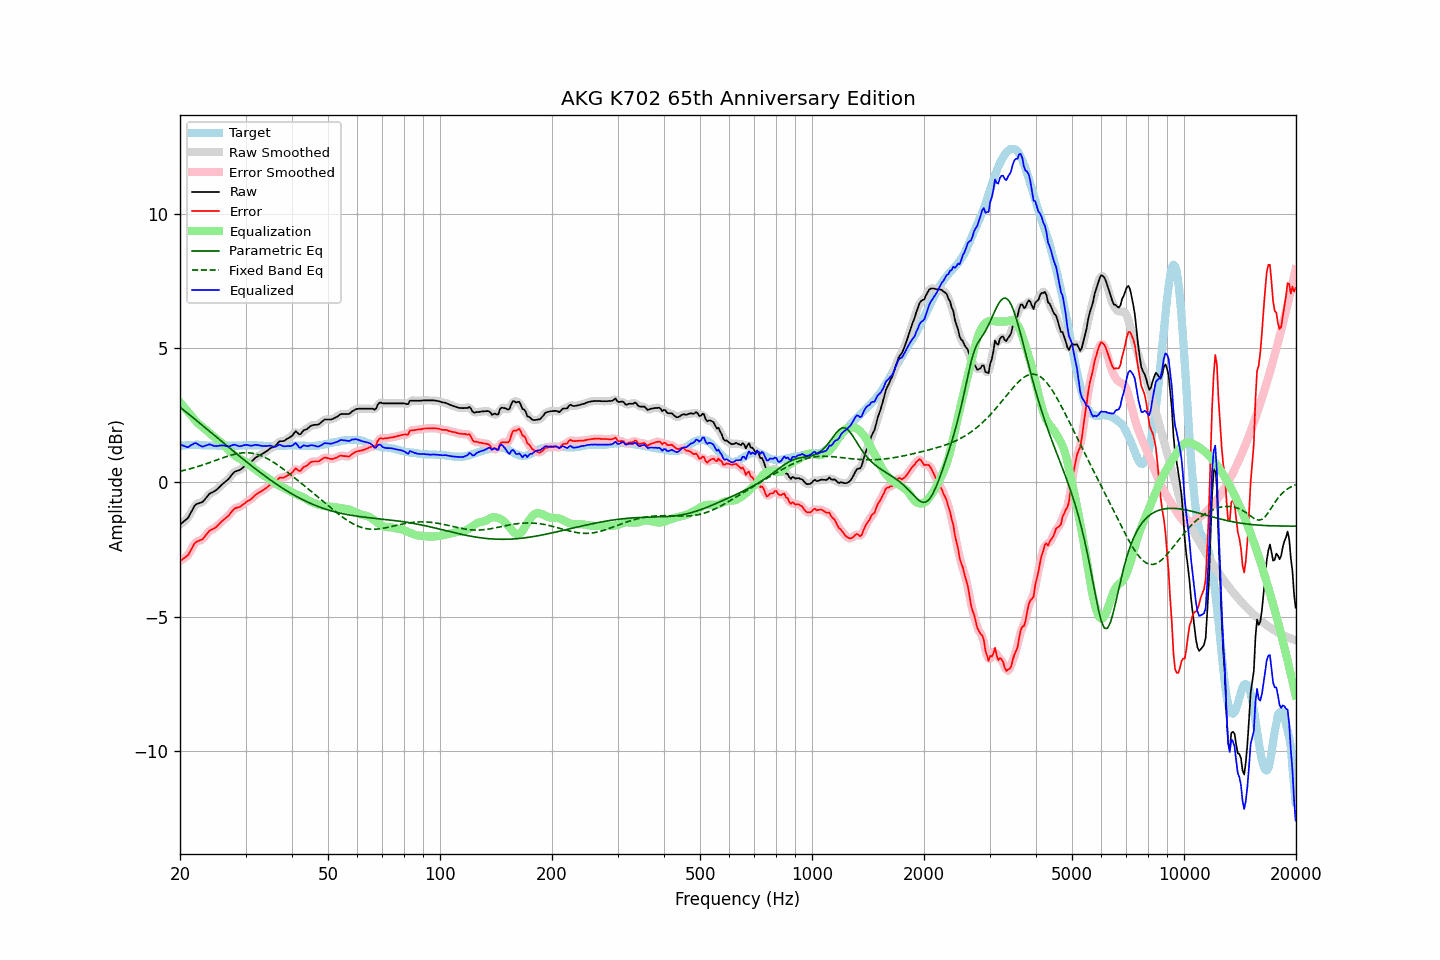 AKG K702 65th Anniversary Edition
Target
Raw Smoothed
Error Smoothed
Raw
Error
Equalization
Parametric Eq
Fixed Band Eq
Equalized
Amplitude (dBr)
10
5
0
−5
−10
20
50
100
200
500
1000
2000
5000
10000
20000
Frequency (Hz)